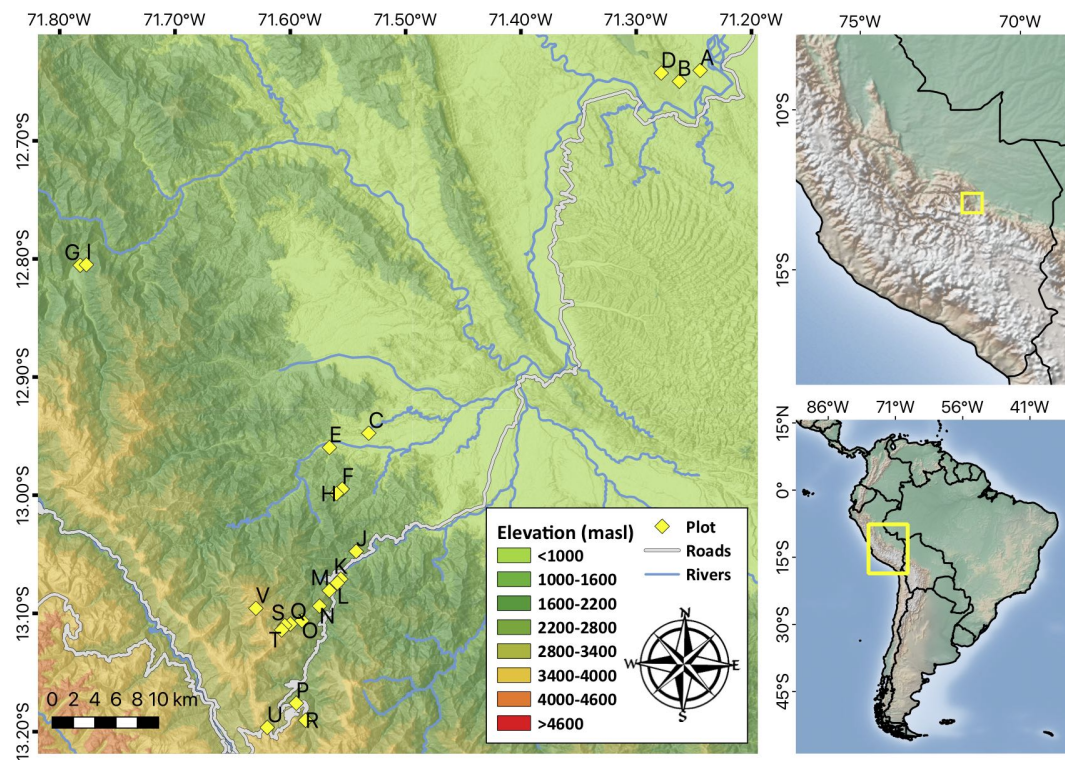 71.80°W 71.70°W 71.60°W 71.50°W 71.40°W 71.30°W 71.20°W
12.70°S
12.80°S
12.90°S
13.00°S
13.10°S
13.20°S
D B A
G I
C
E
F
H
J
K
M
L
V
S Q
N
O
T
P
U R
0 2 4 6 8 10 km
Elevation (masl)
<1000
1000-1600
1600-2200
2200-2800
2800-3400
3400-4000
4000-4600
>4600
Plot
Roads
Rivers
N
W E
S
75°W 70°W
10°S
15°S
86°W 71°W 56°W 41°W
15°N
0°
15°S
30°S
45°S